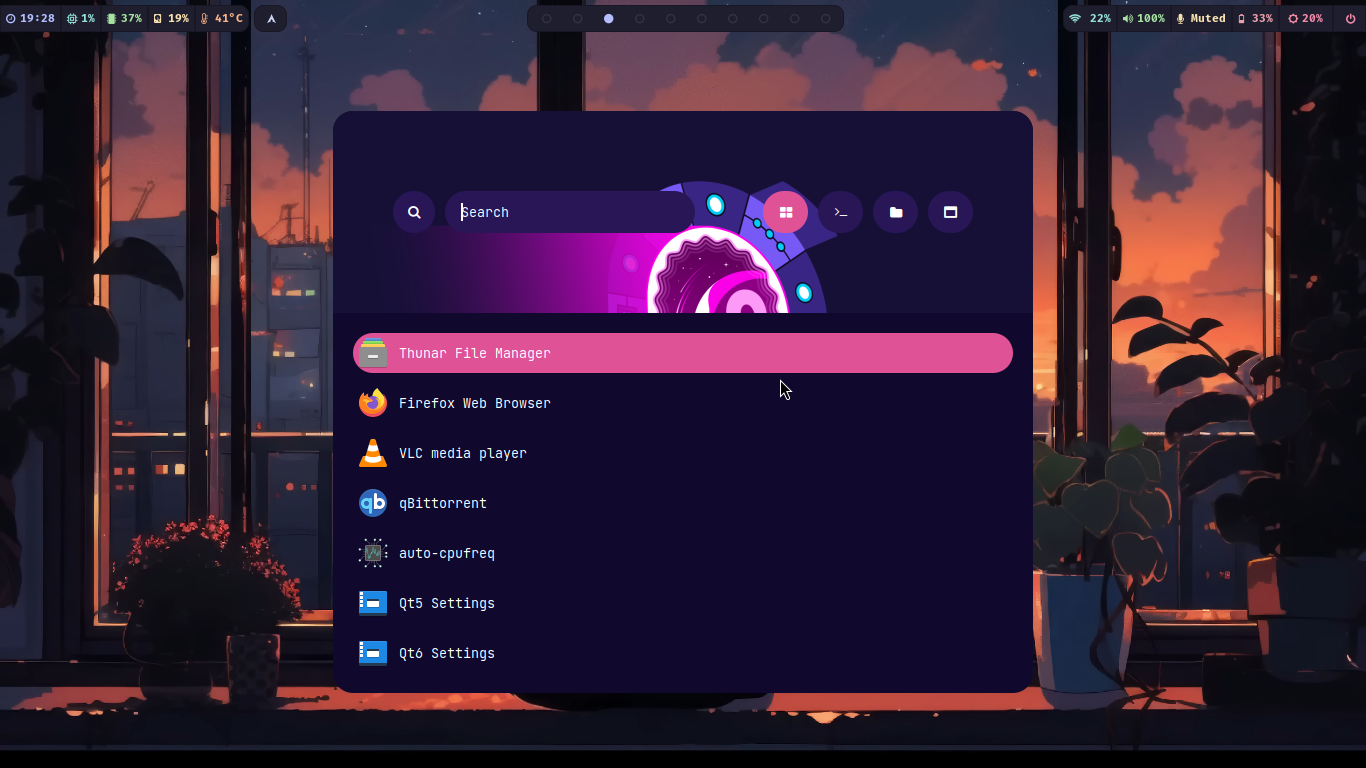 19:28 1% 37% 19% 41°C 22% 100% Muted 33% 20%
Search
Thunar File Manager
Firefox Web Browser
VLC media player
qb qBittorrent
auto-cpufreq
Qt5 Settings
Qt6 Settings